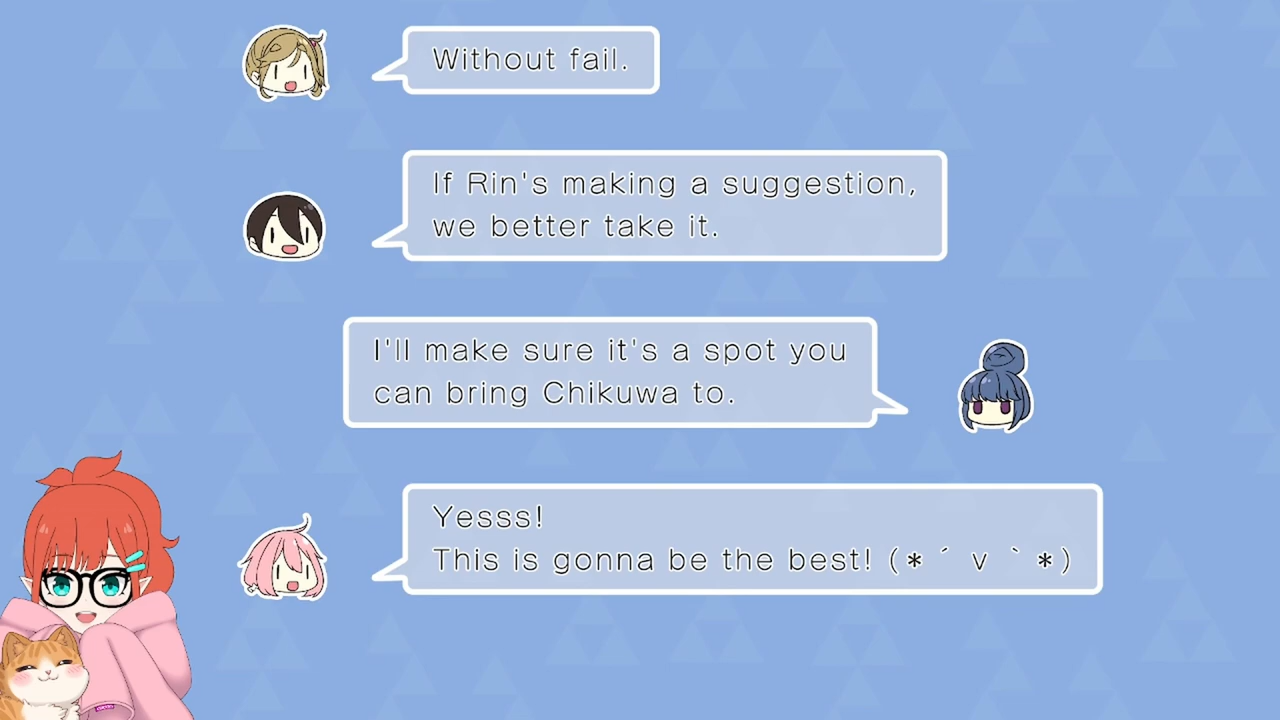 Without fail.
If Rin's making a suggestion,
we better take it.
I'll make sure it's a spot you
can bring Chikuwa to.
Yesss!
This is gonna be the best! (*´ v `*)